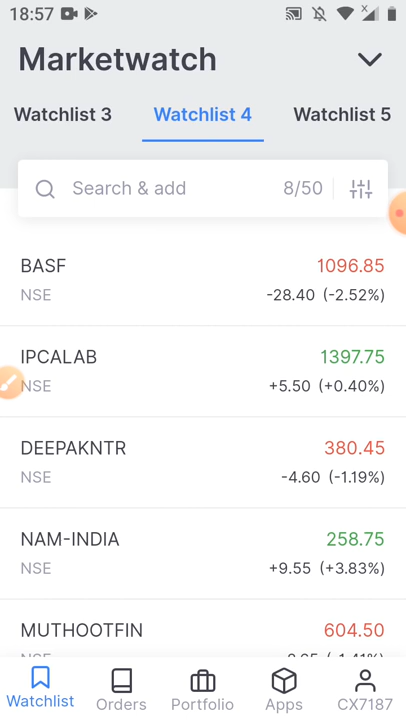 18:57
Marketwatch
Watchlist 3 Watchlist 4 Watchlist 5
Search & add 8/50
BASF 1096.85
NSE -28.40 (-2.52%)
IPCALAB 1397.75
NSE +5.50 (+0.40%)
DEEPAKNTR 380.45
NSE -4.60 (-1.19%)
NAM-INDIA 258.75
NSE +9.55 (+3.83%)
MUTHOOTFIN 604.50
Watchlist Orders Portfolio Apps CX7187